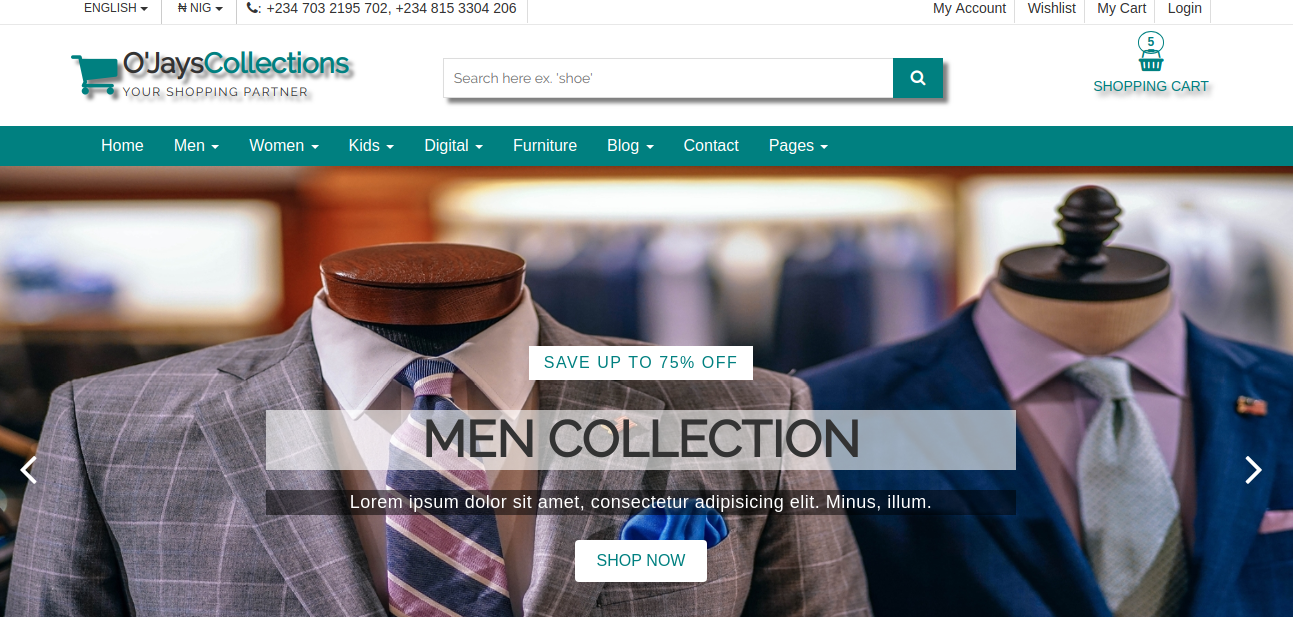 ENGLISH
₦ NIG
: +234 703 2195 702, +234 815 3304 206
My Account
Wishlist
My Cart
Login
O'JaysCollections
YOUR SHOPPING PARTNER
Search here ex. 'shoe'
5
SHOPPING CART
Home
Men
Women
Kids
Digital
Furniture
Blog
Contact
Pages
SAVE UP TO 75% OFF
MEN COLLECTION
Lorem ipsum dolor sit amet, consectetur adipisicing elit. Minus, illum.
SHOP NOW